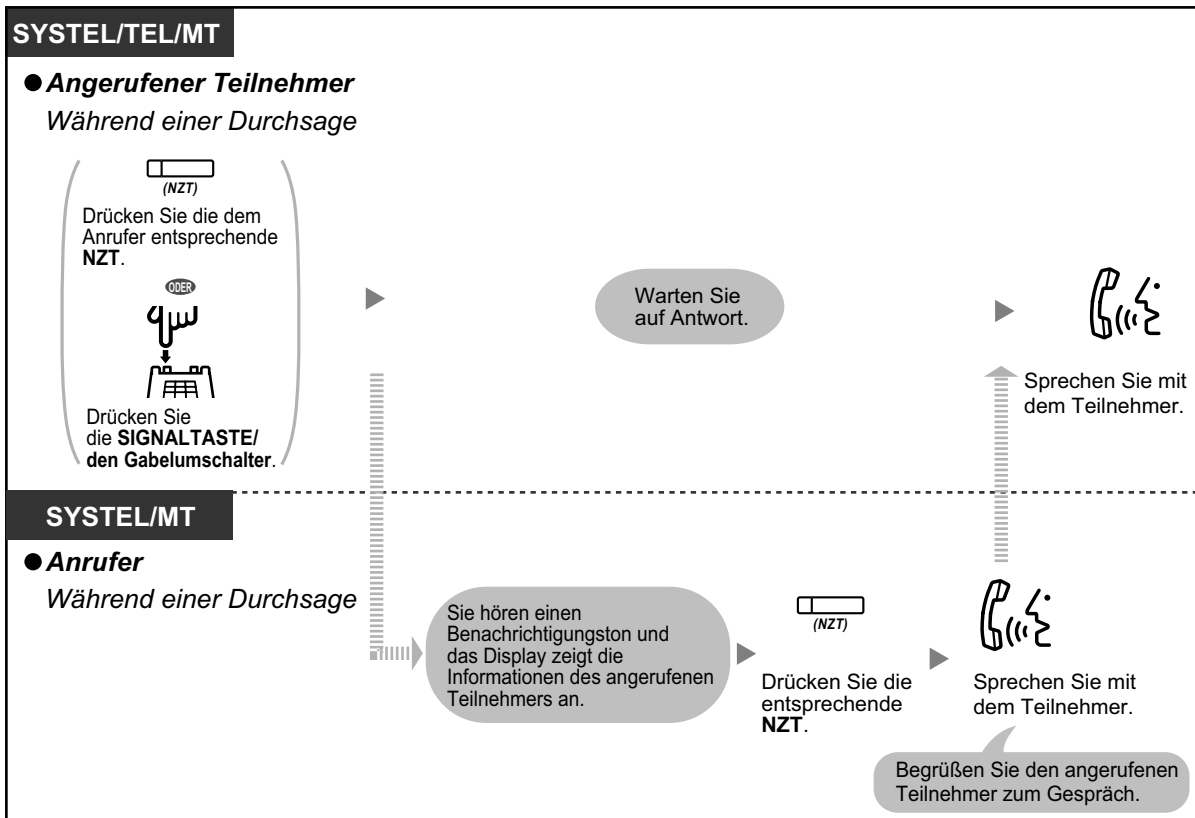 SYSTEL/TEL/MT
● Angerufener Teilnehmer
Während einer Durchsage
(NZT)
Drücken Sie die dem
Anrufer entsprechende
NZT.
ODER
Drücken Sie
die SIGNALTASTE/
den Gabelumschalter.
Warten Sie
auf Antwort.
Sprechen Sie mit
dem Teilnehmer.
SYSTEL/MT
● Anrufer
Während einer Durchsage
Sie hören einen
Benachrichtigungston und
das Display zeigt die
Informationen des angerufenen
Teilnehmers an.
(NZT)
Drücken Sie die
entsprechende
NZT.
Sprechen Sie mit
dem Teilnehmer.
Begrüßen Sie den angerufenen
Teilnehmer zum Gespräch.